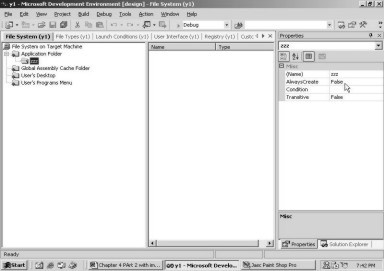 y1 - Microsoft Development Environment [design] - File System (y1)
File Edit View Project Build Debug Tools Action Window Help
Debug
File System (y1) File Types (y1) Launch Conditions (y1) User Interface (y1) Registry (y1)
File System on Target Machine
Application Folder
zzz
Global Assembly Cache Folder
User's Desktop
User's Programs Menu
Name Type
Properties
zzz
Misc
(Name) zzz
AlwaysCreate False
Condition
Transitive False
Misc
Properties Solution Explorer
Ready
Start Chapter 4 PArt 2 with im... y1 - Microsoft Develo... Jasc Paint Shop Pro 7:42 PM